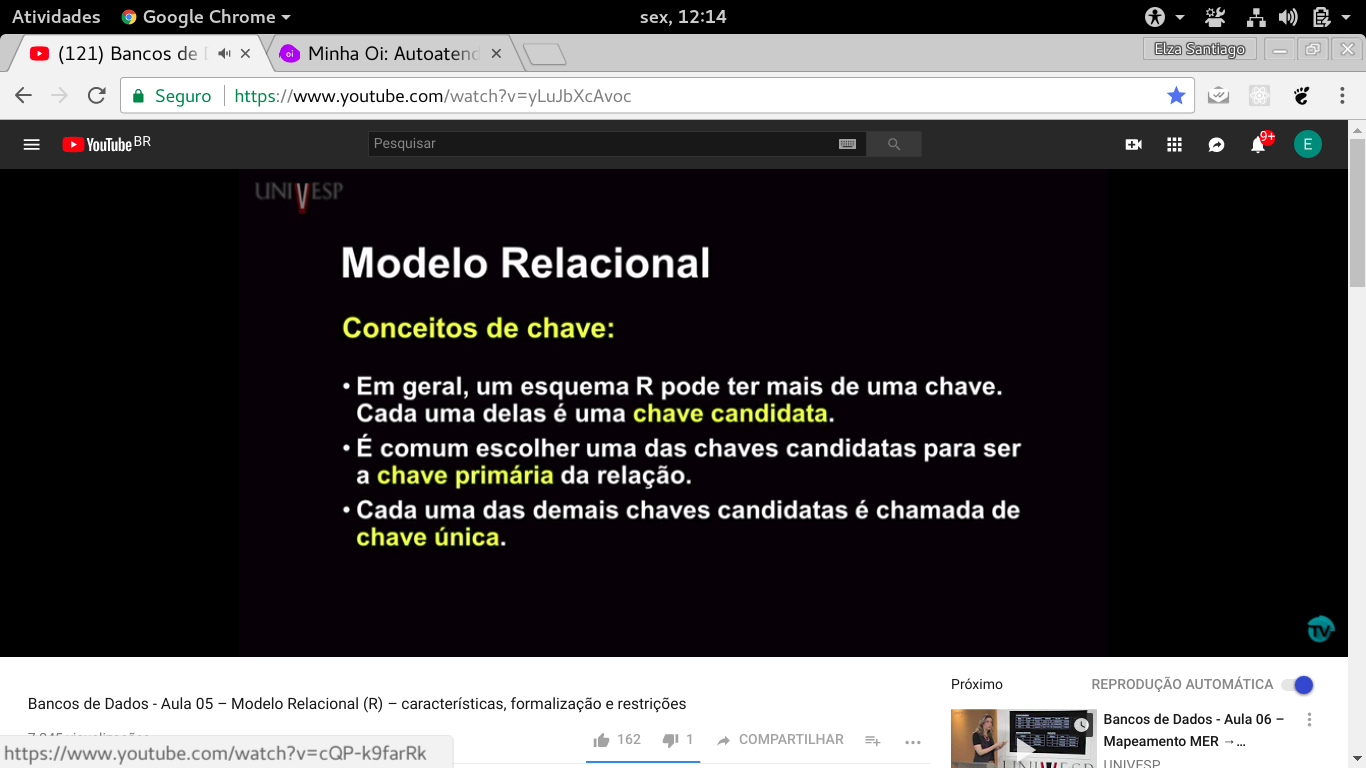 Atividades
Google Chrome
sex, 12:14
(121) Bancos de
Minha Oi: Autoatend
Elza Santiago
Seguro
https://www.youtube.com/watch?v=yLuJbXcAvoc
YouTube BR
Pesquisar
9+
E
UNIVESP
Modelo Relacional
Conceitos de chave:
• Em geral, um esquema R pode ter mais de uma chave.
Cada uma delas é uma chave candidata.
• É comum escolher uma das chaves candidatas para ser
a chave primária da relação.
• Cada uma das demais chaves candidatas é chamada de
chave única.
TV
Bancos de Dados - Aula 05 – Modelo Relacional (R) – características, formalização e restrições
162
1
COMPARTILHAR
https://www.youtube.com/watch?v=cQP-k9farRk
Próximo
REPRODUÇÃO AUTOMÁTICA
Bancos de Dados - Aula 06 –
Mapeamento MER →...
UNIVESP